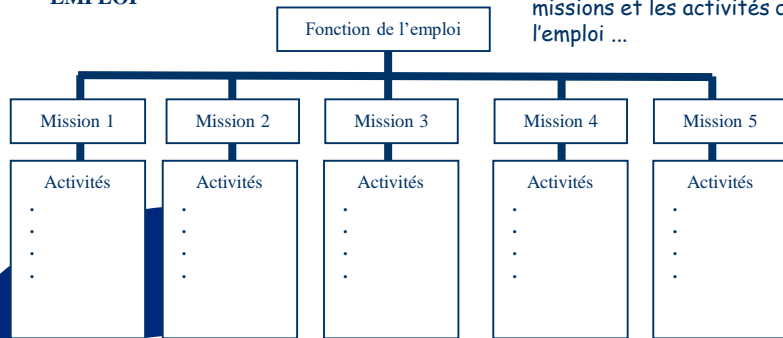 EMPLOI
missions et les activités
l'emploi ...
Fonction de l'emploi
Mission 1
Mission 2
Mission 3
Mission 4
Mission 5
Activités
.
.
.
.
Activités
.
.
.
.
Activités
.
.
.
.
Activités
.
.
.
.
Activités
.
.
.
.